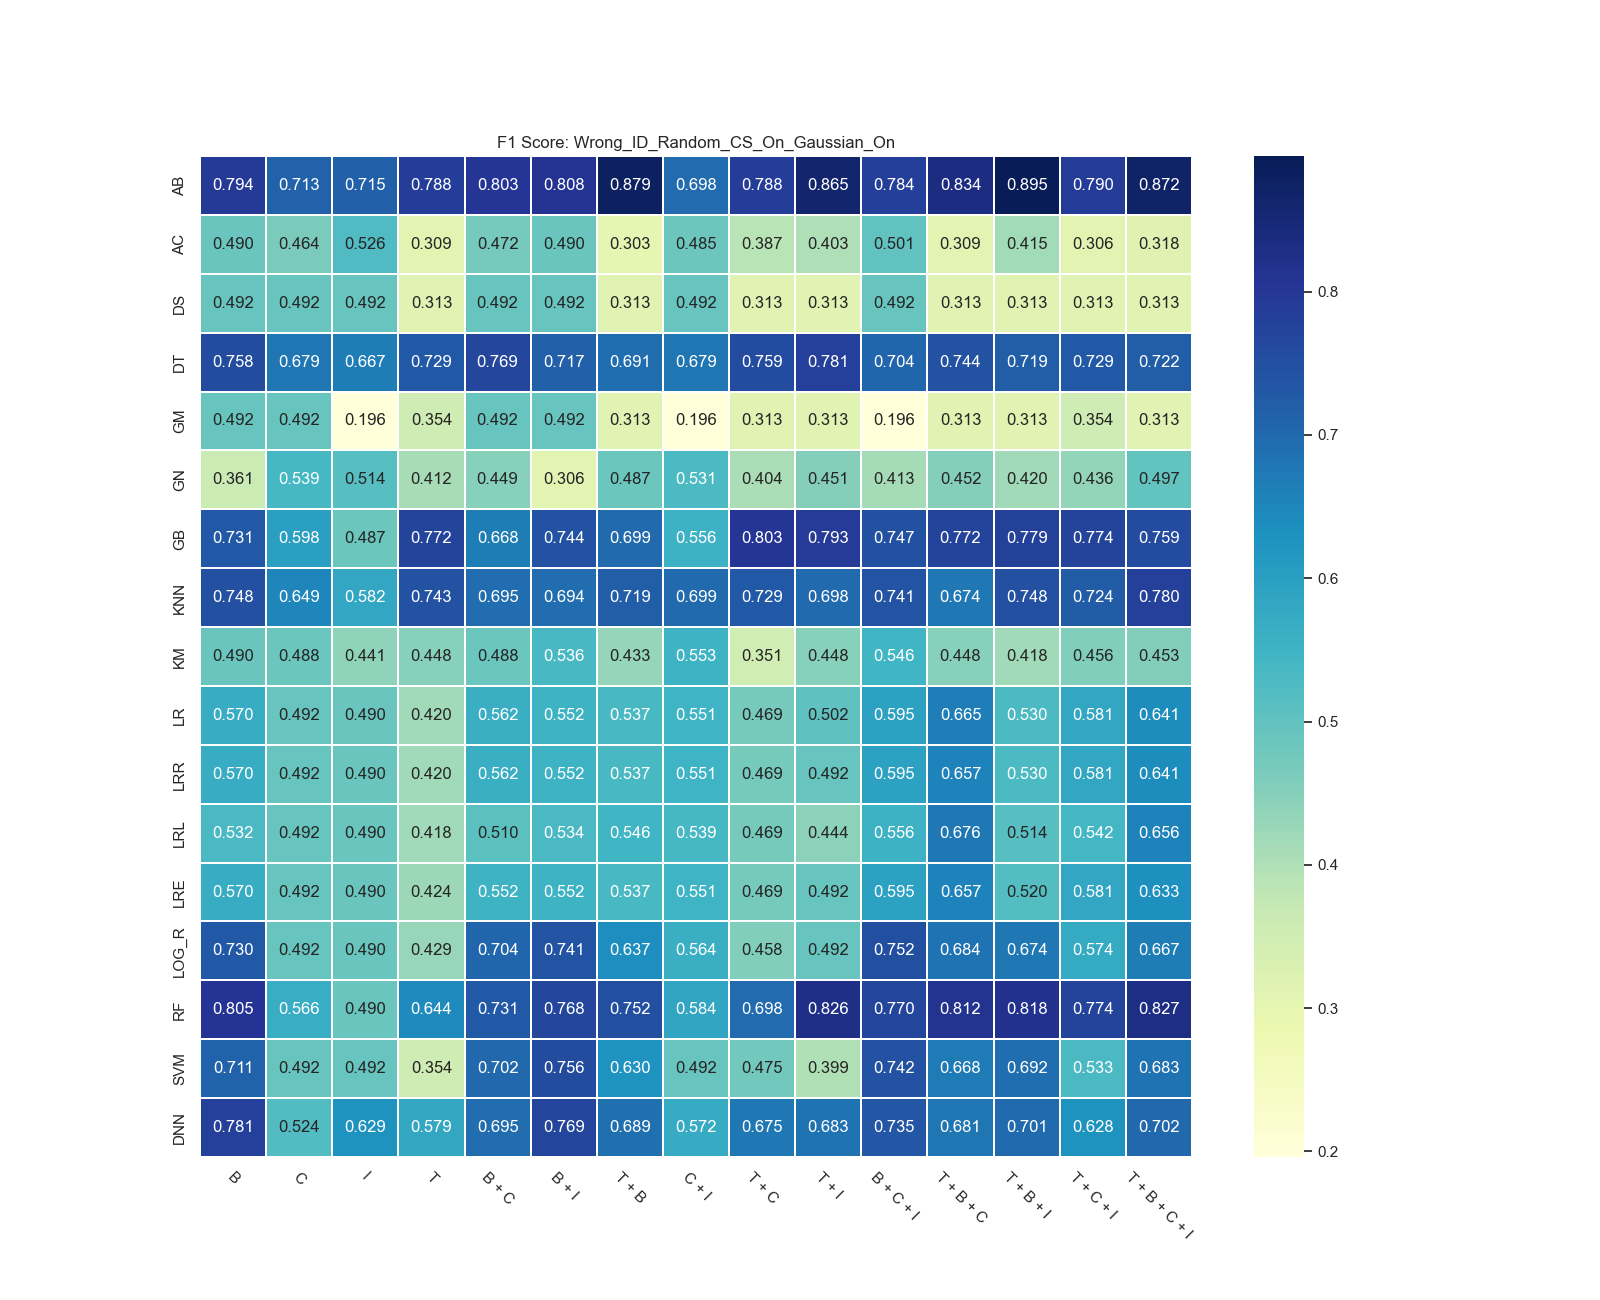 F1 Score: Wrong_ID_Random_CS_On_Gaussian_On
AB 0.794 0.713 0.715 0.788 0.803 0.808 0.879 0.698 0.788 0.865 0.784 0.834 0.895 0.790 0.872
AC 0.490 0.464 0.526 0.309 0.472 0.490 0.303 0.485 0.387 0.403 0.501 0.309 0.415 0.306 0.318
DS 0.492 0.492 0.492 0.313 0.492 0.492 0.313 0.492 0.313 0.313 0.492 0.313 0.313 0.313 0.313
DT 0.758 0.679 0.667 0.729 0.769 0.717 0.691 0.679 0.759 0.781 0.704 0.744 0.719 0.729 0.722
GM 0.492 0.492 0.196 0.354 0.492 0.492 0.313 0.196 0.313 0.313 0.196 0.313 0.313 0.354 0.313
GN 0.361 0.539 0.514 0.412 0.449 0.306 0.487 0.531 0.404 0.451 0.413 0.452 0.420 0.436 0.497
GB 0.731 0.598 0.487 0.772 0.668 0.744 0.699 0.556 0.803 0.793 0.747 0.772 0.779 0.774 0.759
KNN 0.748 0.649 0.582 0.743 0.695 0.694 0.719 0.699 0.729 0.698 0.741 0.674 0.748 0.724 0.780
KM 0.490 0.488 0.441 0.448 0.488 0.536 0.433 0.553 0.351 0.448 0.546 0.448 0.418 0.456 0.453
LR 0.570 0.492 0.490 0.420 0.562 0.552 0.537 0.551 0.469 0.502 0.595 0.665 0.530 0.581 0.641
LRR 0.570 0.492 0.490 0.420 0.562 0.552 0.537 0.551 0.469 0.492 0.595 0.657 0.530 0.581 0.641
LRL 0.532 0.492 0.490 0.418 0.510 0.534 0.546 0.539 0.469 0.444 0.556 0.676 0.514 0.542 0.656
LRE 0.570 0.492 0.490 0.424 0.552 0.552 0.537 0.551 0.469 0.492 0.595 0.657 0.520 0.581 0.633
LOG_R 0.730 0.492 0.490 0.429 0.704 0.741 0.637 0.564 0.458 0.492 0.752 0.684 0.674 0.574 0.667
RF 0.805 0.566 0.490 0.644 0.731 0.768 0.752 0.584 0.698 0.826 0.770 0.812 0.818 0.774 0.827
SVM 0.711 0.492 0.492 0.354 0.702 0.756 0.630 0.492 0.475 0.399 0.742 0.668 0.692 0.533 0.683
DNN 0.781 0.524 0.629 0.579 0.695 0.769 0.689 0.572 0.675 0.683 0.735 0.681 0.701 0.628 0.702
B C I T B + C B + I T + B C + I T + C T + I B + C + I T + B + C T + B + I T + C + I T + B + C + I
0.8
0.7
0.6
0.5
0.4
0.3
0.2